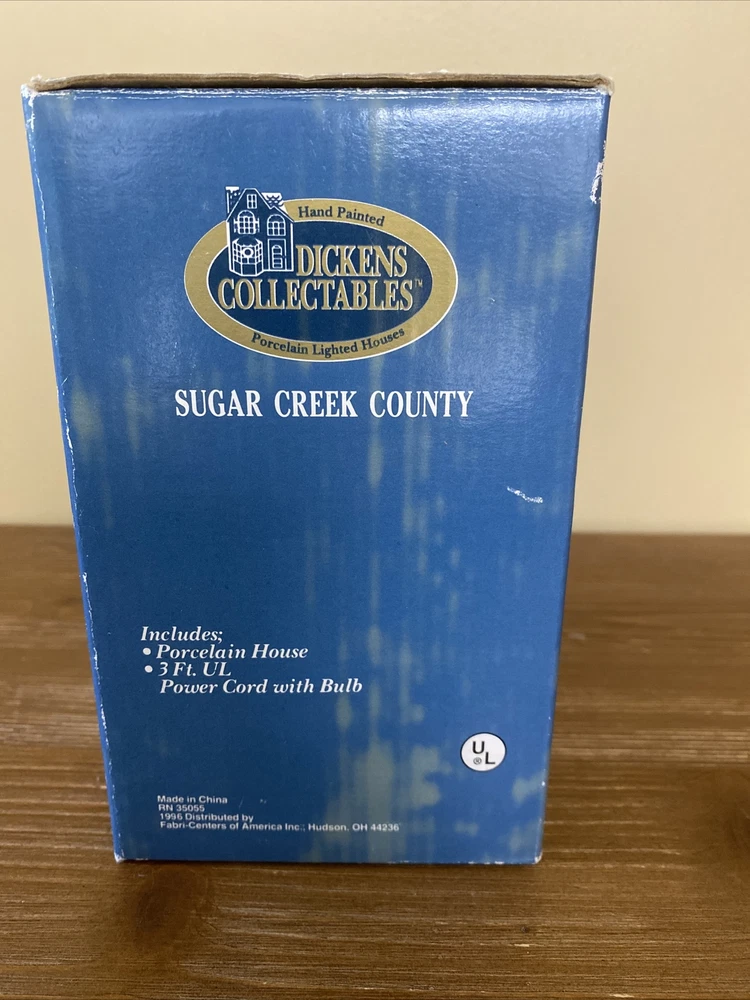 Hand Painted
DICKENS
COLLECTABLES™
Porcelain Lighted Houses
SUGAR CREEK COUNTY
Includes;
• Porcelain House
• 3 Ft. UL
Power Cord with Bulb
UL®
Made in China
RN 35055
1996 Distributed by
Fabri-Centers of America Inc.; Hudson, OH 44236